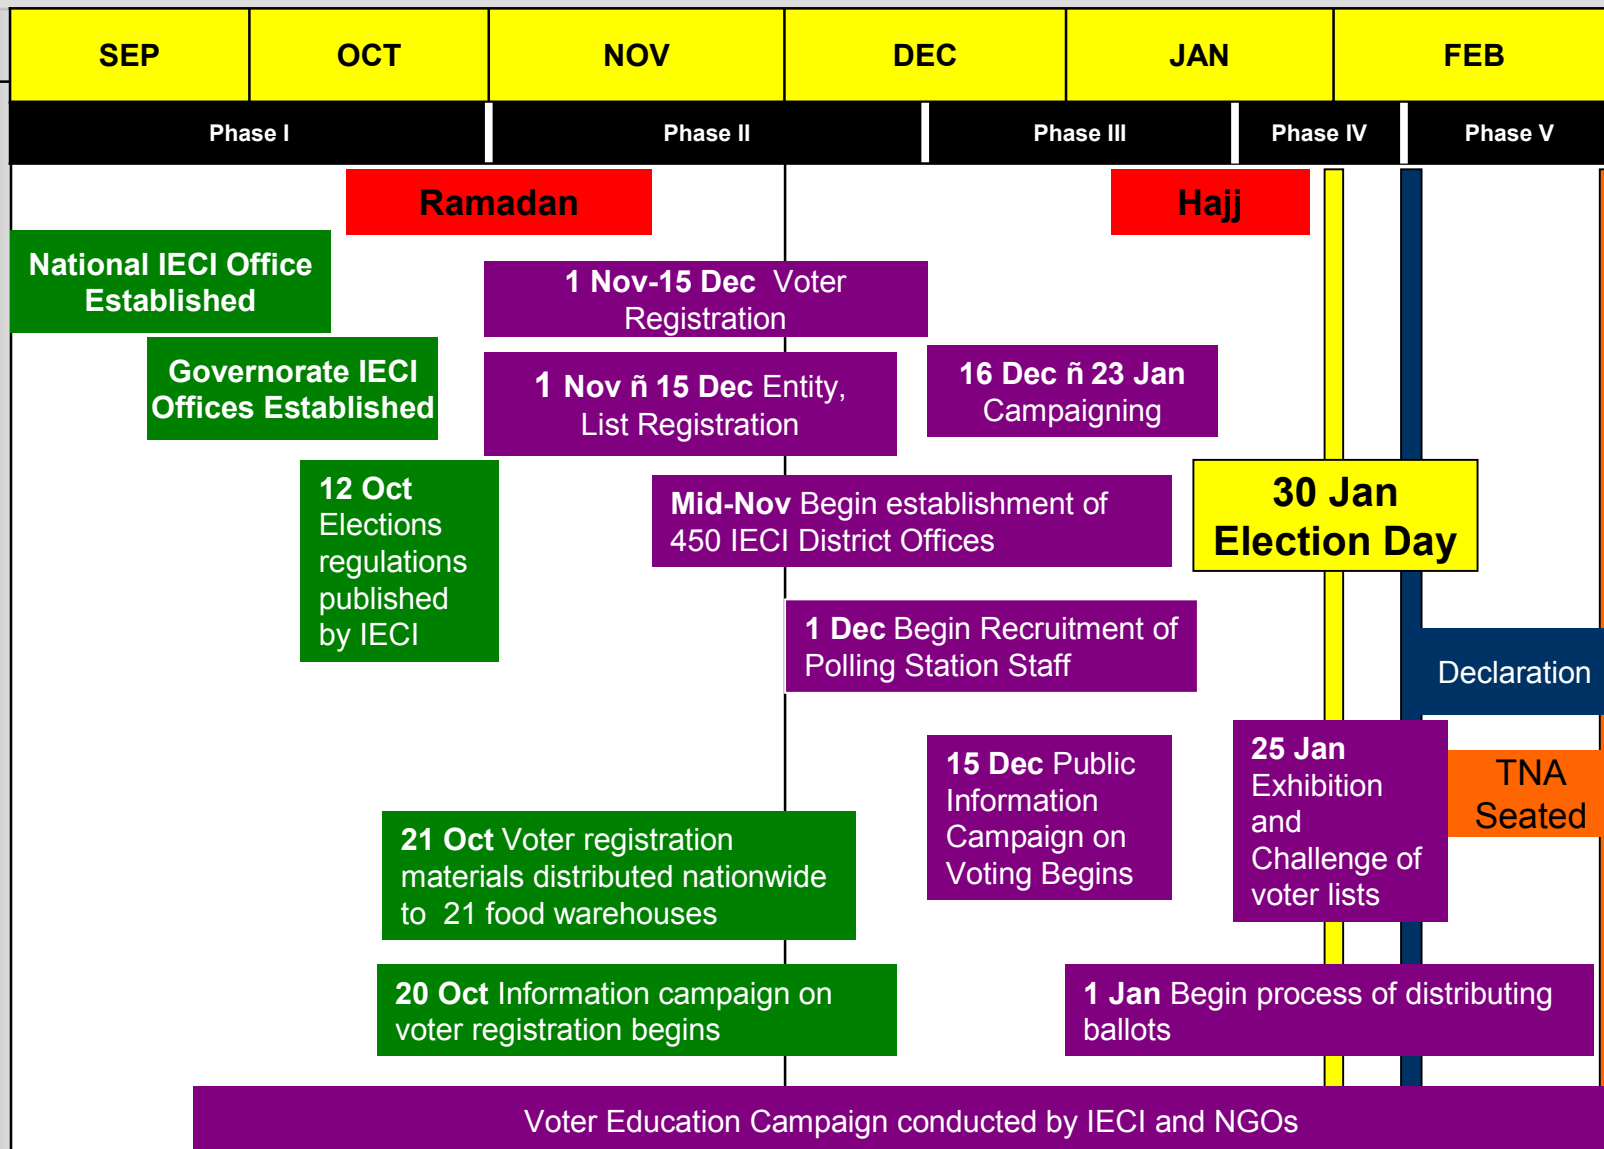 SEP OCT NOV DEC JAN FEB
Phase I Phase II Phase III Phase IV Phase V
Ramadan
Hajj
National IECI Office
Established
1 Nov-15 Dec  Voter
Registration
Governorate IECI
Offices Established
1 Nov ñ 15 Dec Entity,
List Registration
16 Dec ñ 23 Jan
Campaigning
12 Oct
Elections
regulations
published
by IECI
Mid-Nov Begin establishment of
450 IECI District Offices
30 Jan
Election Day
1 Dec Begin Recruitment of
Polling Station Staff
Declaration
15 Dec Public
Information
Campaign on
Voting Begins
25 Jan
Exhibition
and
Challenge of
voter lists
TNA
Seated
21 Oct Voter registration
materials distributed nationwide
to  21 food warehouses
20 Oct Information campaign on
voter registration begins
1 Jan Begin process of distributing
ballots
Voter Education Campaign conducted by IECI and NGOs